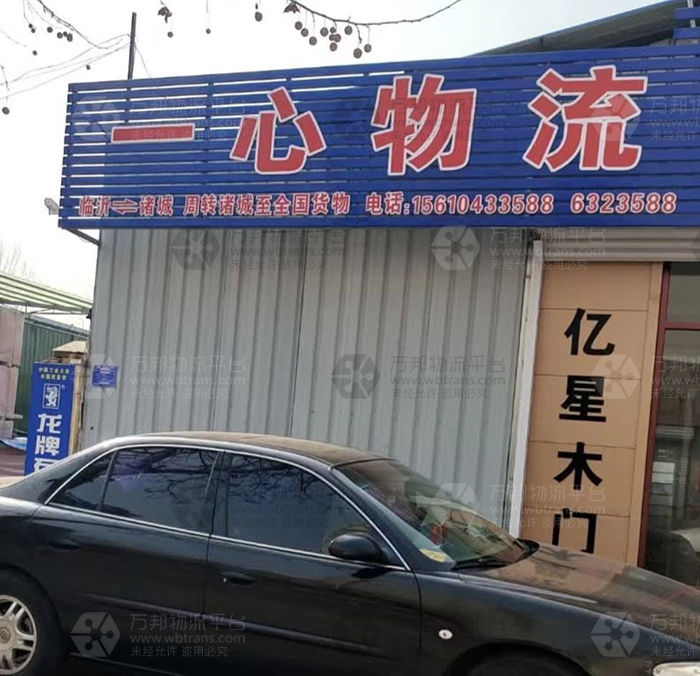 一心物流
临沂⇌诸城 周转诸城至全国货物 电话:15610433588 6323588
亿星木门
龙牌
万邦物流平台
www.wbtrans.com
未经允许 盗用必究